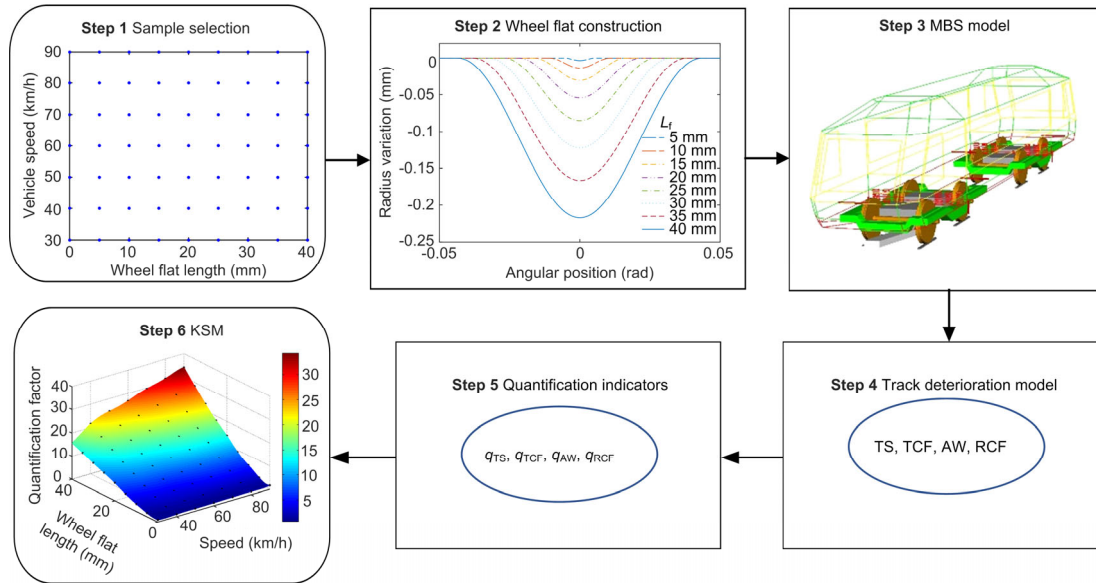 Step 1 Sample selection
90
80
70
60
50
40
30
Vehicle speed (km/h)
0
10
20
30
40
Wheel flat length (mm)
Step 2 Wheel flat construction
0
-0.05
-0.1
-0.15
-0.2
-0.25
Radius variation (mm)
Lf
5 mm
10 mm
15 mm
20 mm
25 mm
30 mm
35 mm
40 mm
-0.05
0
0.05
Angular position (rad)
Step 3 MBS model
Step 6 KSM
40
30
20
10
0
Quantification factor
40
20
0
Wheel flat
length (mm)
40
60
80
Speed (km/h)
30
25
20
15
10
5
Step 5 Quantification indicators
qTS, qTCF, qAW, qRCF
Step 4 Track deterioration model
TS, TCF, AW, RCF